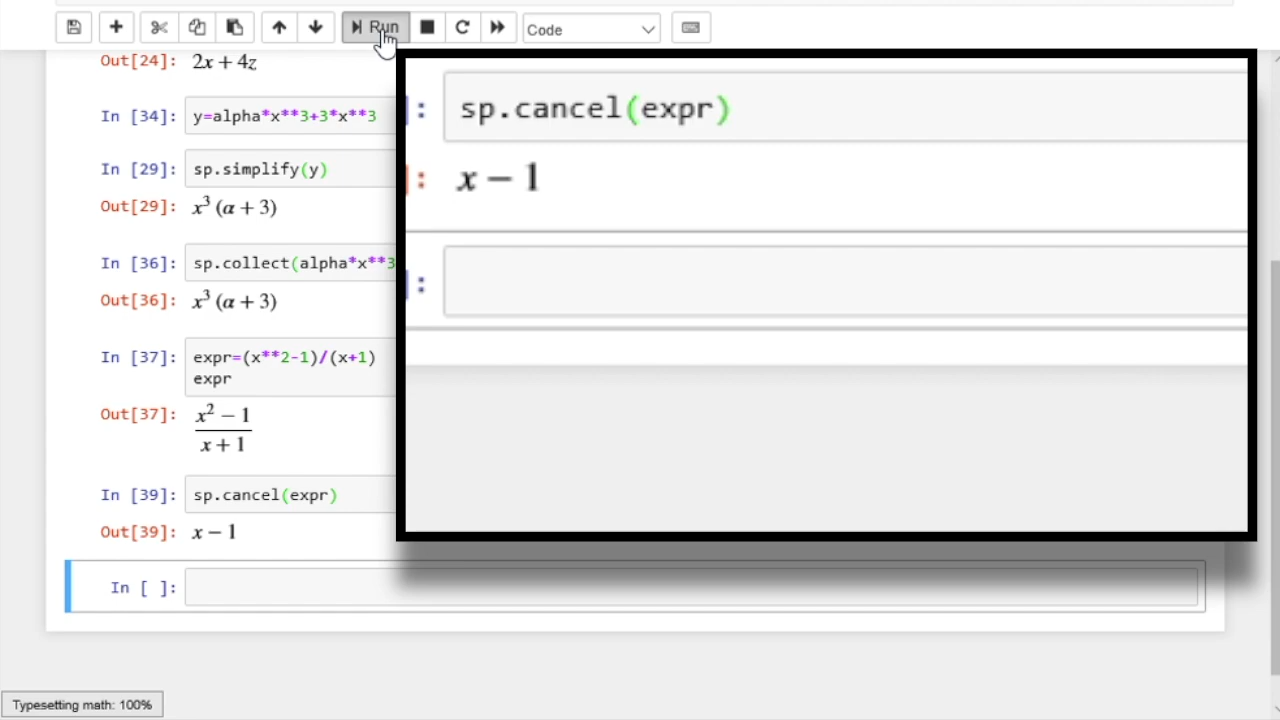 Run
Code
Out[24]: 2x + 4z
In [34]: y=alpha*x**3+3*x**3
In [29]: sp.simplify(y)
Out[29]: x³ (α + 3)
In [36]: sp.collect(alpha*x**3
Out[36]: x³ (α + 3)
In [37]: expr=(x**2-1)/(x+1)
expr
Out[37]: x² − 1
x + 1
In [39]: sp.cancel(expr)
Out[39]: x − 1
In [ ]:
]: sp.cancel(expr)
]: x − 1
]:
Typesetting math: 100%